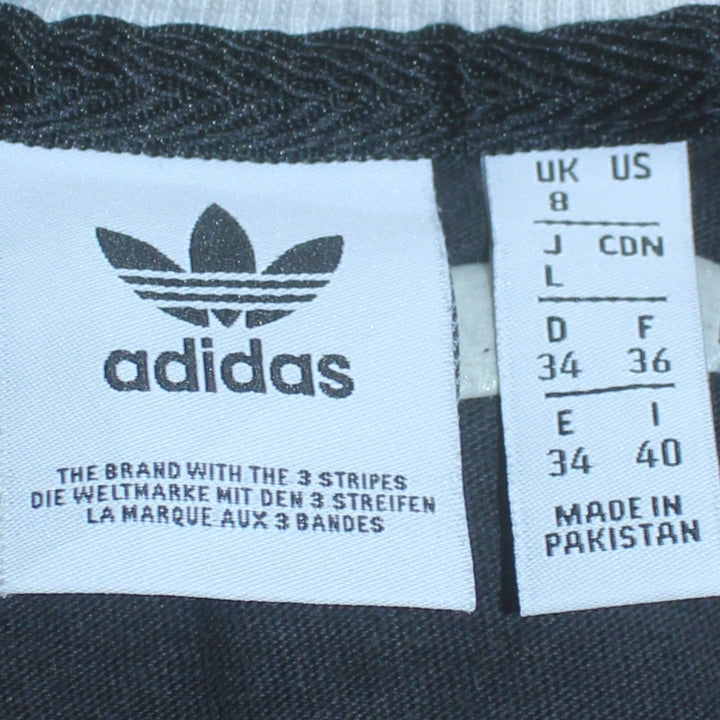 adidas
THE BRAND WITH THE 3 STRIPES
DIE WELTMARKE MIT DEN 3 STREIFEN
LA MARQUE AUX 3 BANDES
UK US
8
J CDN
L
D F
34 36
E I
34 40
MADE IN
PAKISTAN